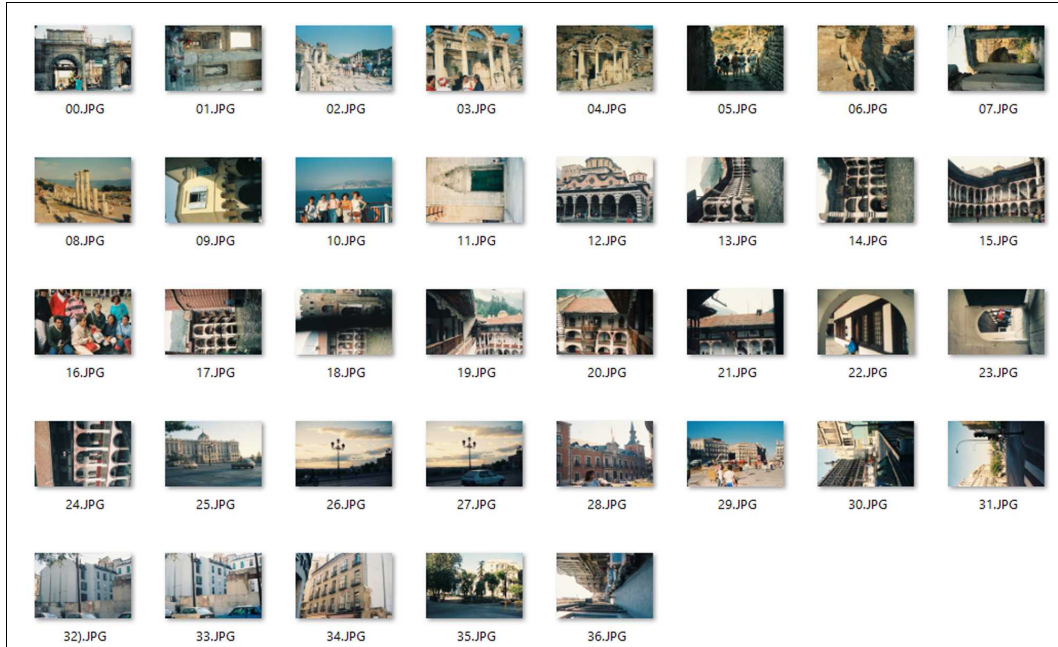 00.JPG 01.JPG 02.JPG 03.JPG 04.JPG 05.JPG 06.JPG 07.JPG
08.JPG 09.JPG 10.JPG 11.JPG 12.JPG 13.JPG 14.JPG 15.JPG
16.JPG 17.JPG 18.JPG 19.JPG 20.JPG 21.JPG 22.JPG 23.JPG
24.JPG 25.JPG 26.JPG 27.JPG 28.JPG 29.JPG 30.JPG 31.JPG
32).JPG 33.JPG 34.JPG 35.JPG 36.JPG